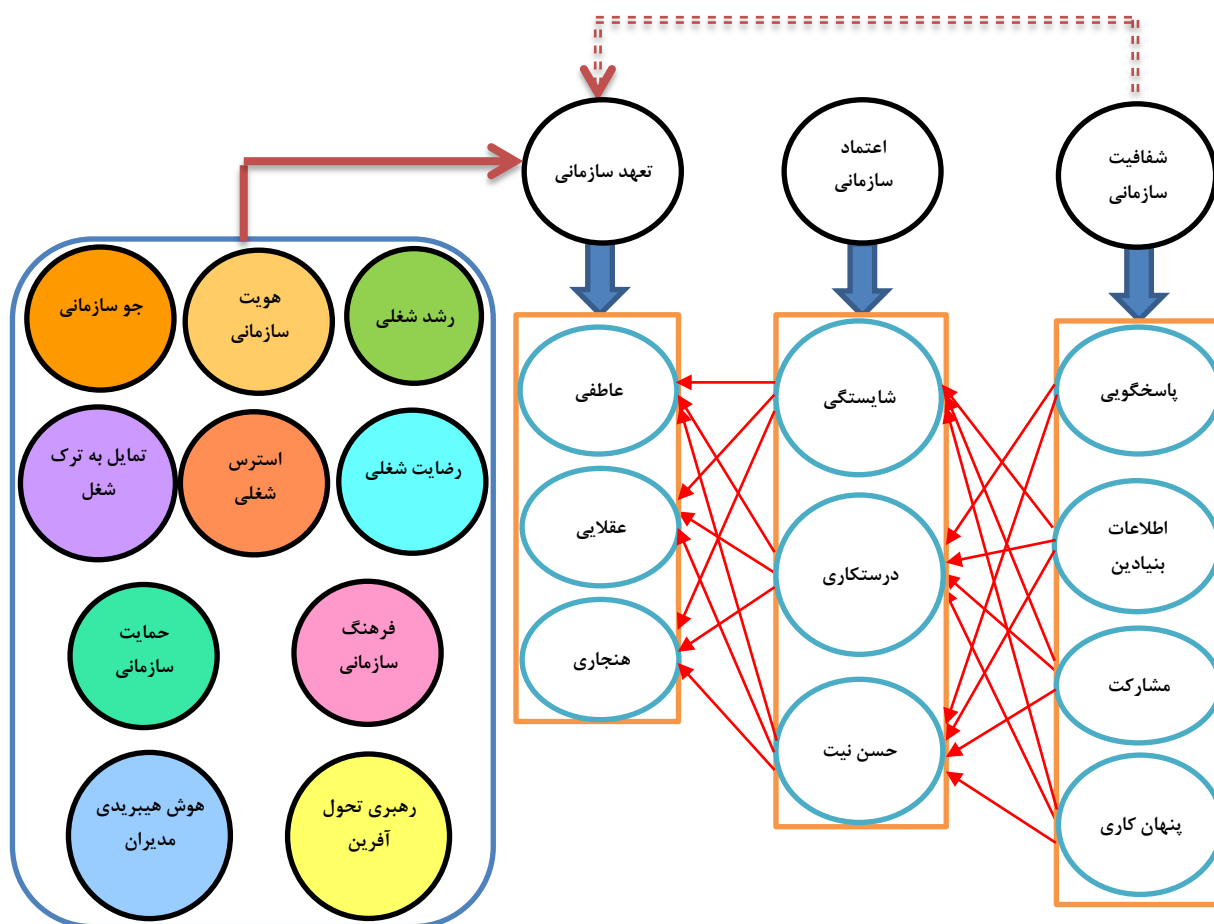 شفافیت
سازمانی
اعتماد
سازمانی
تعهد سازمانی
پاسخگویی
اطلاعات
بنیادین
مشارکت
پنهان کاری
شایستگی
درستکاری
حسن نیت
عاطفی
عقلایی
هنجاری
رشد شغلی
هویت
سازمانی
جو سازمانی
رضایت شغلی
استرس
شغلی
تمایل به ترک
شغل
فرهنگ
سازمانی
حمایت
سازمانی
رهبری تحول
آفرین
هوش هیبریدی
مدیران